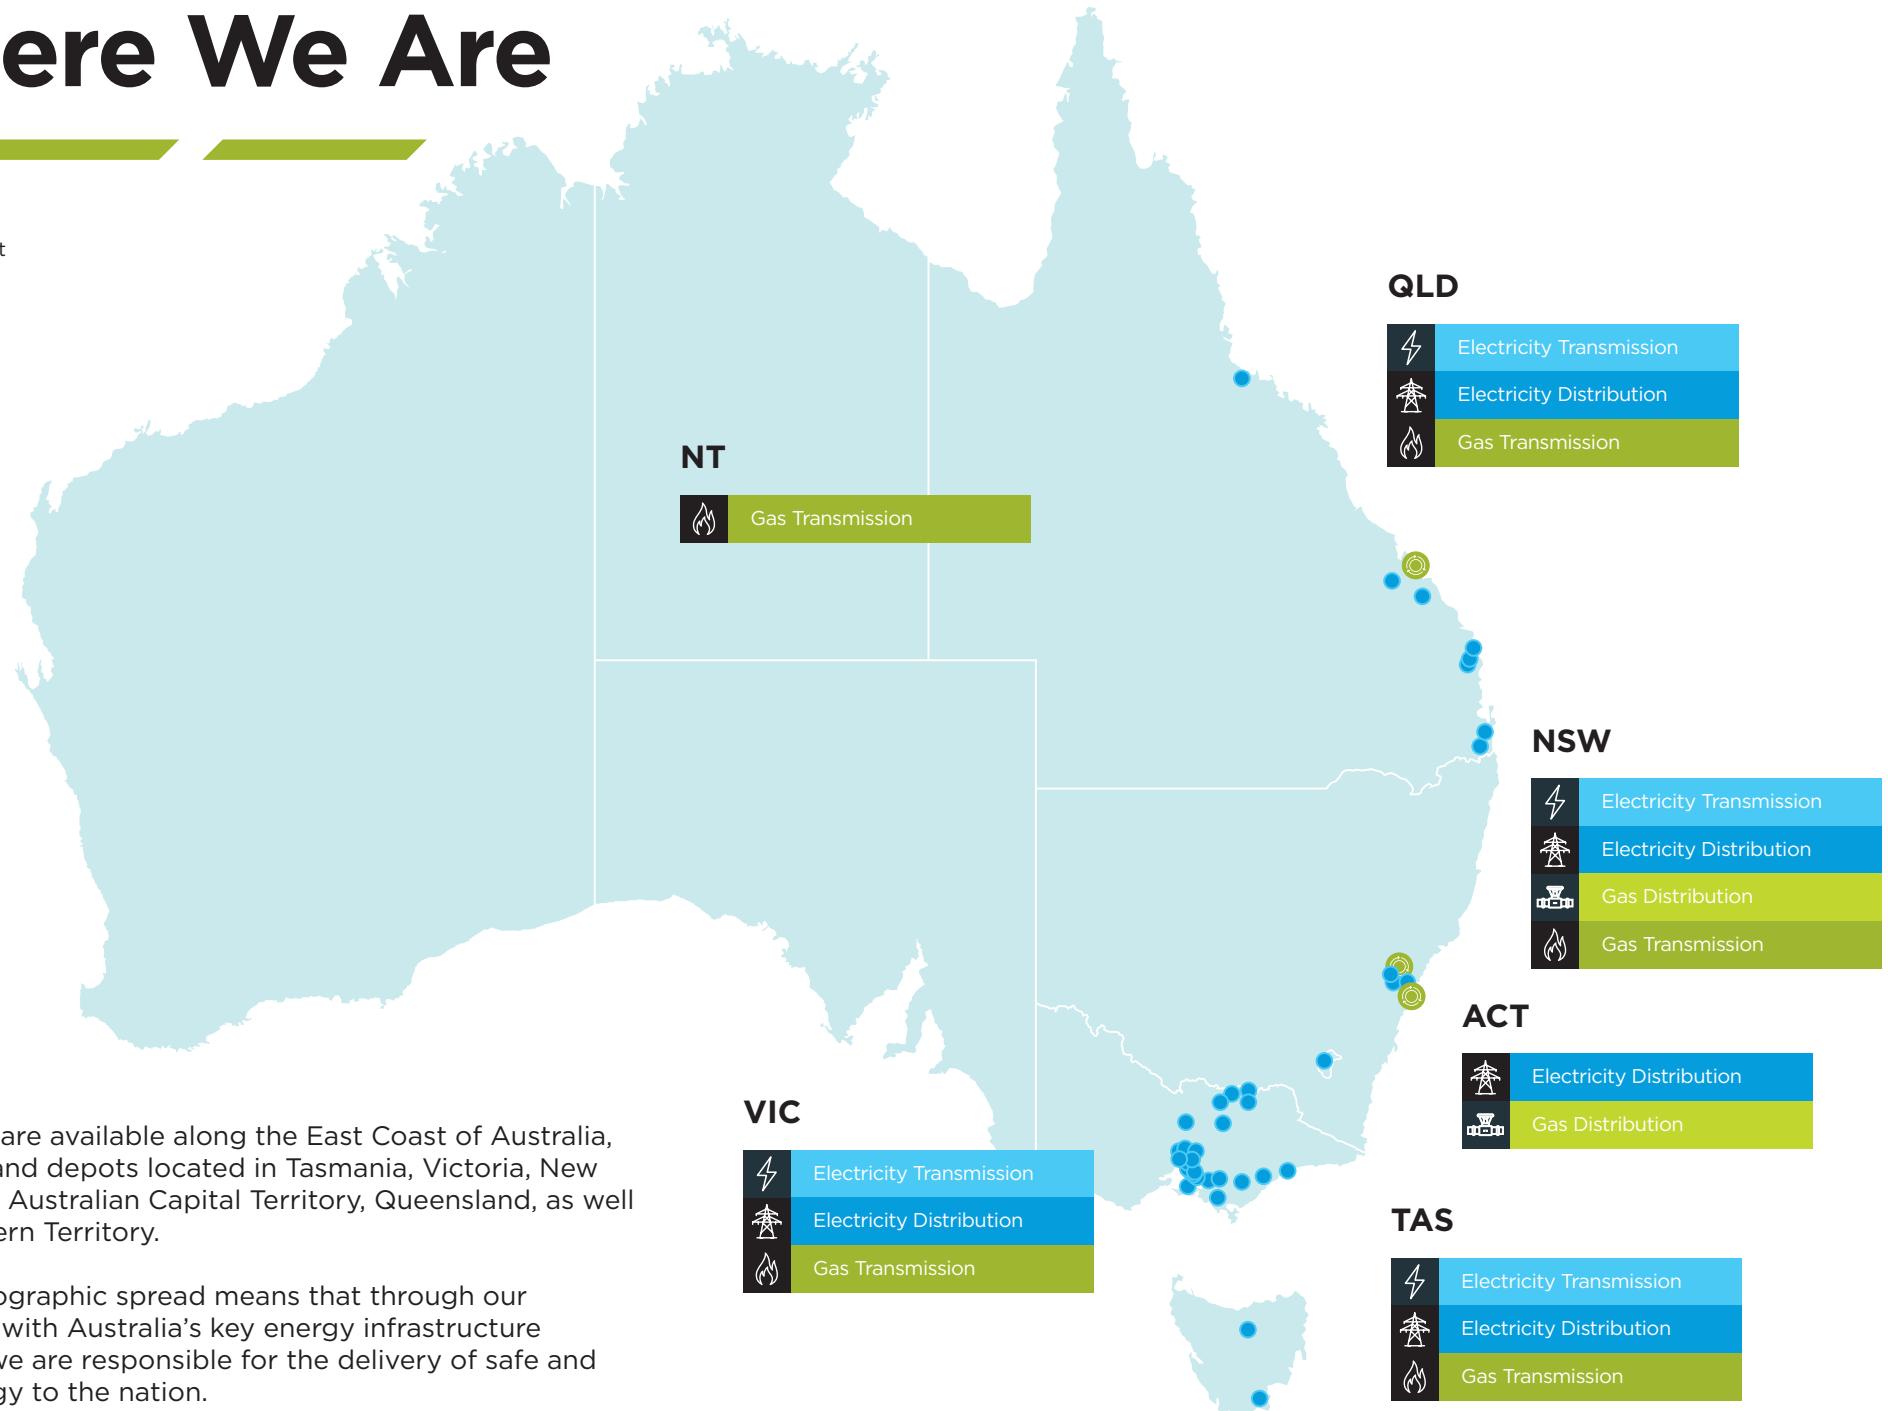 ere We Are
t
QLD
Electricity Transmission
Electricity Distribution
Gas Transmission
NT
Gas Transmission
NSW
Electricity Transmission
Electricity Distribution
Gas Distribution
Gas Transmission
ACT
Electricity Distribution
Gas Distribution
VIC
Electricity Transmission
Electricity Distribution
Gas Transmission
TAS
Electricity Transmission
Electricity Distribution
Gas Transmission
are available along the East Coast of Australia,
and depots located in Tasmania, Victoria, New
Australian Capital Territory, Queensland, as well
ern Territory.
ographic spread means that through our
with Australia’s key energy infrastructure
we are responsible for the delivery of safe and
gy to the nation.